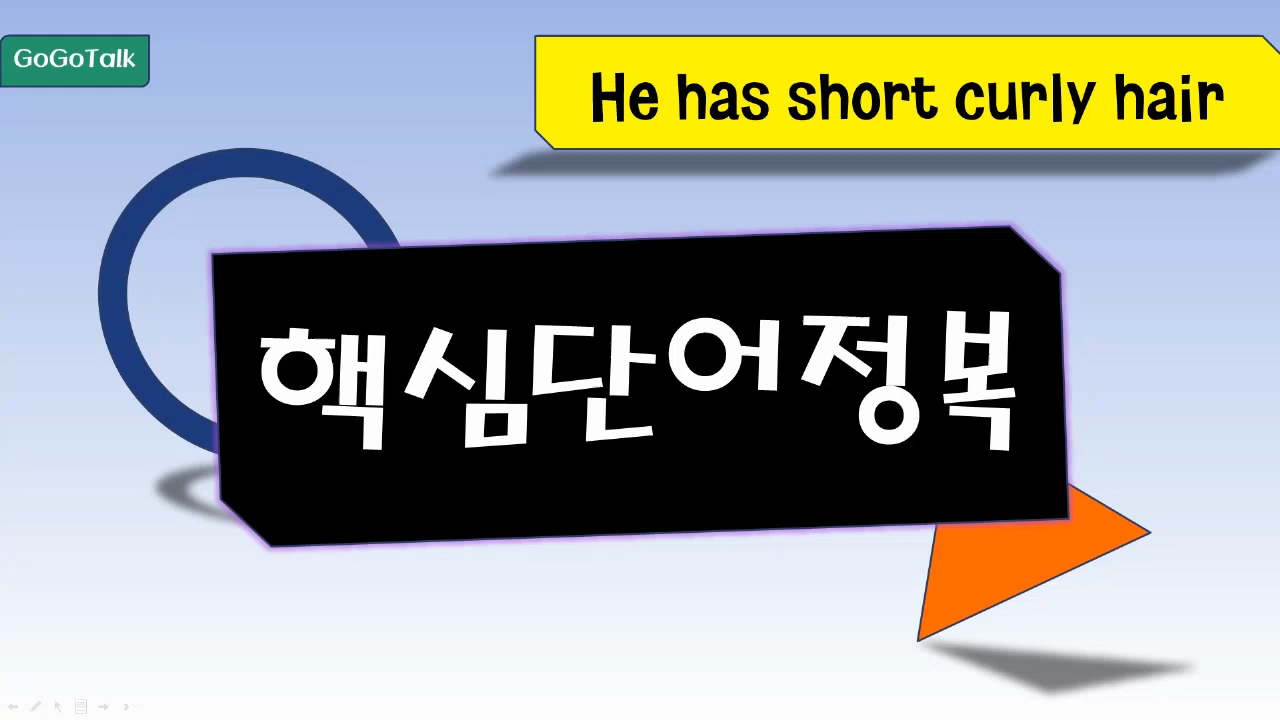 GoGoTalk
He has short curly hair
핵심단어정복